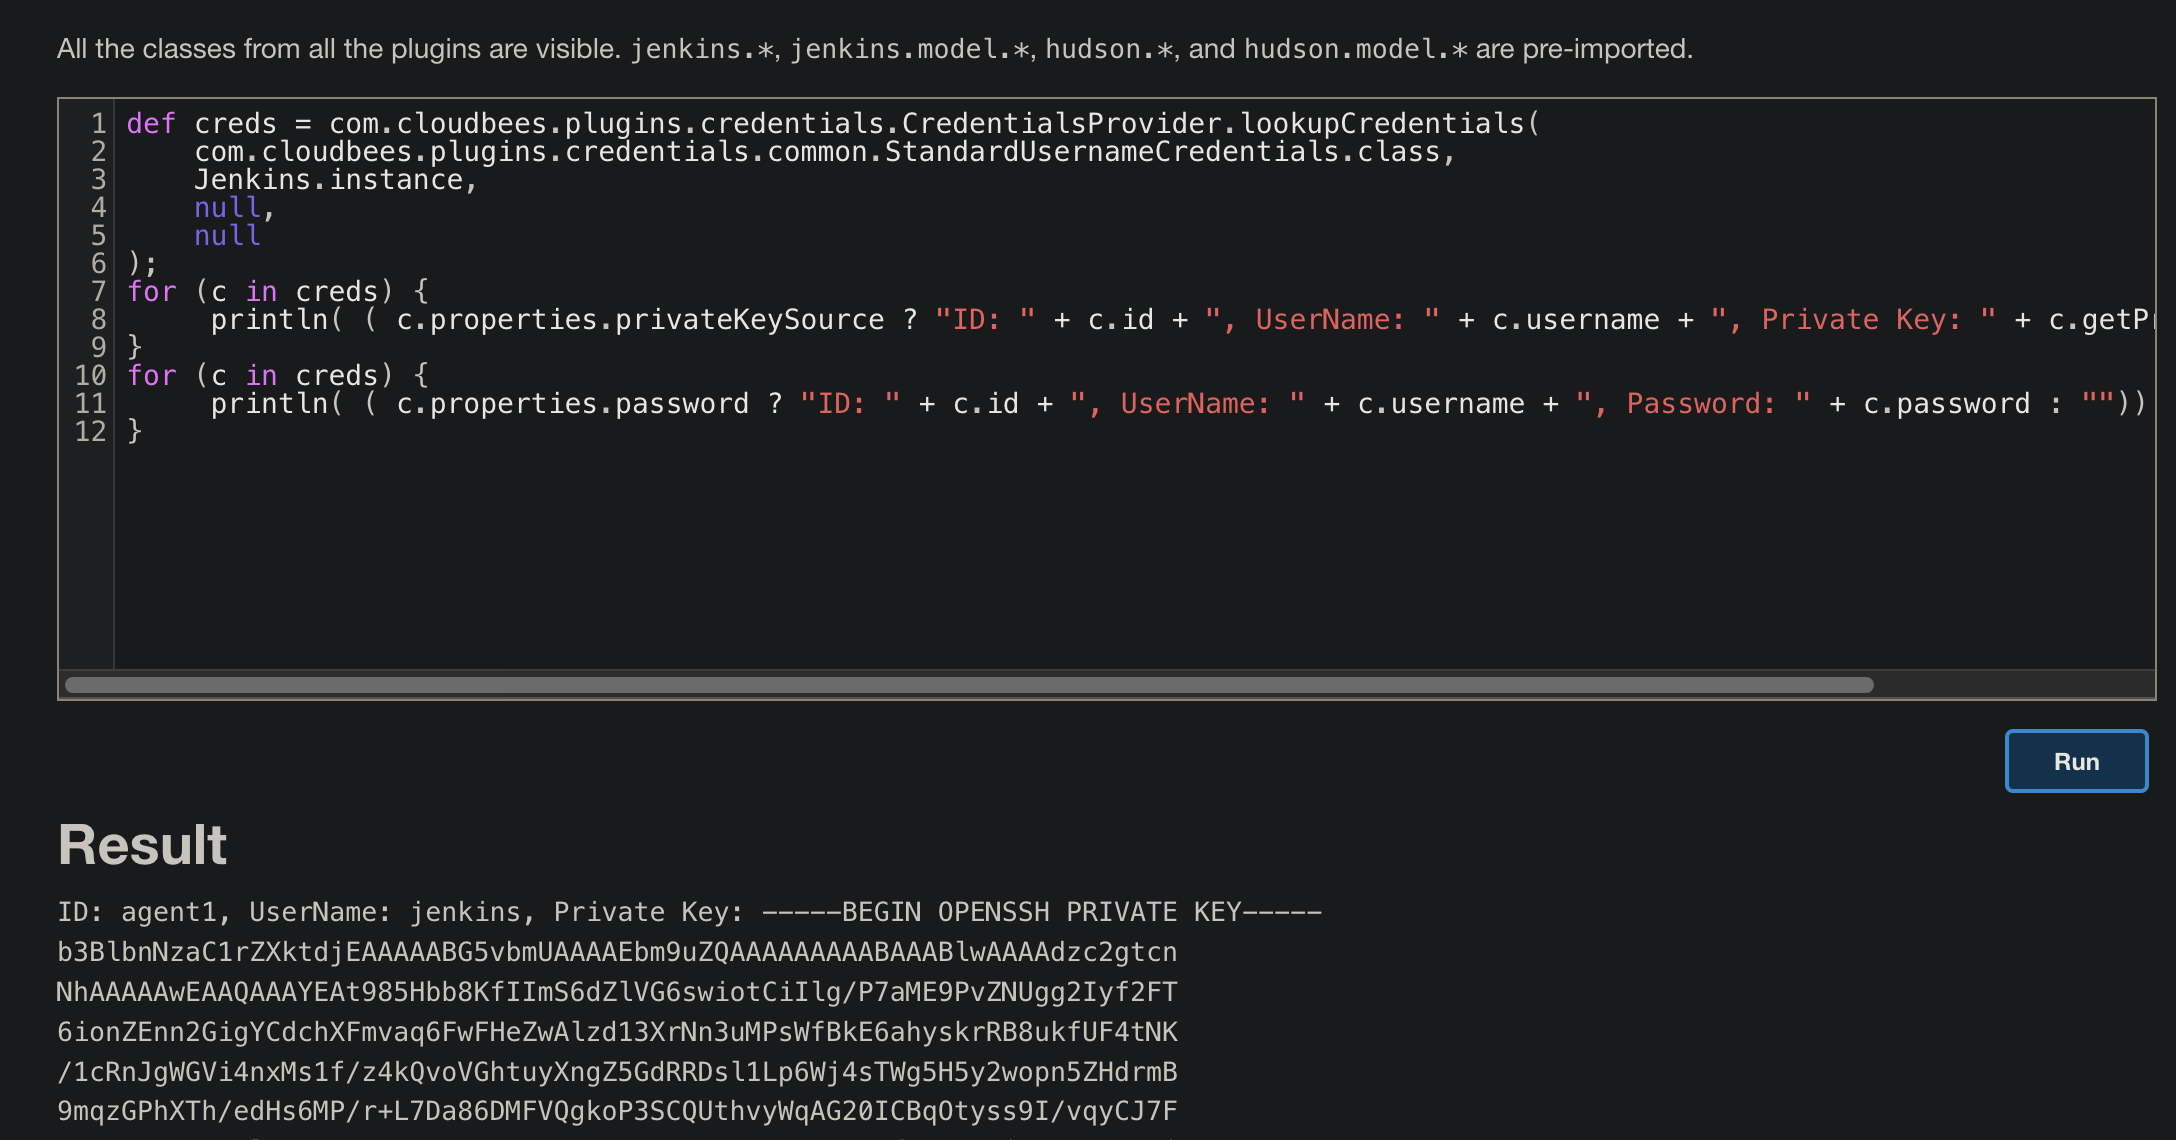 All the classes from all the plugins are visible. jenkins.*, jenkins.model.*, hudson.*, and hudson.model.* are pre-imported.
1 def creds = com.cloudbees.plugins.credentials.CredentialsProvider.lookupCredentials(
2     com.cloudbees.plugins.credentials.common.StandardUsernameCredentials.class,
3     Jenkins.instance,
4     null,
5     null
6 );
7 for (c in creds) {
8      println( ( c.properties.privateKeySource ? "ID: " + c.id + ", UserName: " + c.username + ", Private Key: " + c.getPr
9 }
10 for (c in creds) {
11      println( ( c.properties.password ? "ID: " + c.id + ", UserName: " + c.username + ", Password: " + c.password : ""))
12 }
Run
Result
ID: agent1, UserName: jenkins, Private Key: -----BEGIN OPENSSH PRIVATE KEY-----
b3BlbnNzaC1rZXktdjEAAAAABG5vbmUAAAAEbm9uZQAAAAAAAAABAAABlwAAAAdzc2gtcn
NhAAAAAwEAAQAAAYEAt985Hbb8KfIImS6dZlVG6swiotCiIlg/P7aME9PvZNUgg2Iyf2FT
6ionZEnn2GigYCdchXFmvaq6FwFHeZwAlzd13XrNn3uMPsWfBkE6ahyskrRB8ukfUF4tNK
/1cRnJgWGVi4nxMs1f/z4kQvoVGhtuyXngZ5GdRRDsl1Lp6Wj4sTWg5H5y2wopn5ZHdrmB
9mqzGPhXTh/edHs6MP/r+L7Da86DMFVQgkoP3SCQUthvyWqAG20ICBqOtyss9I/vqyCJ7F